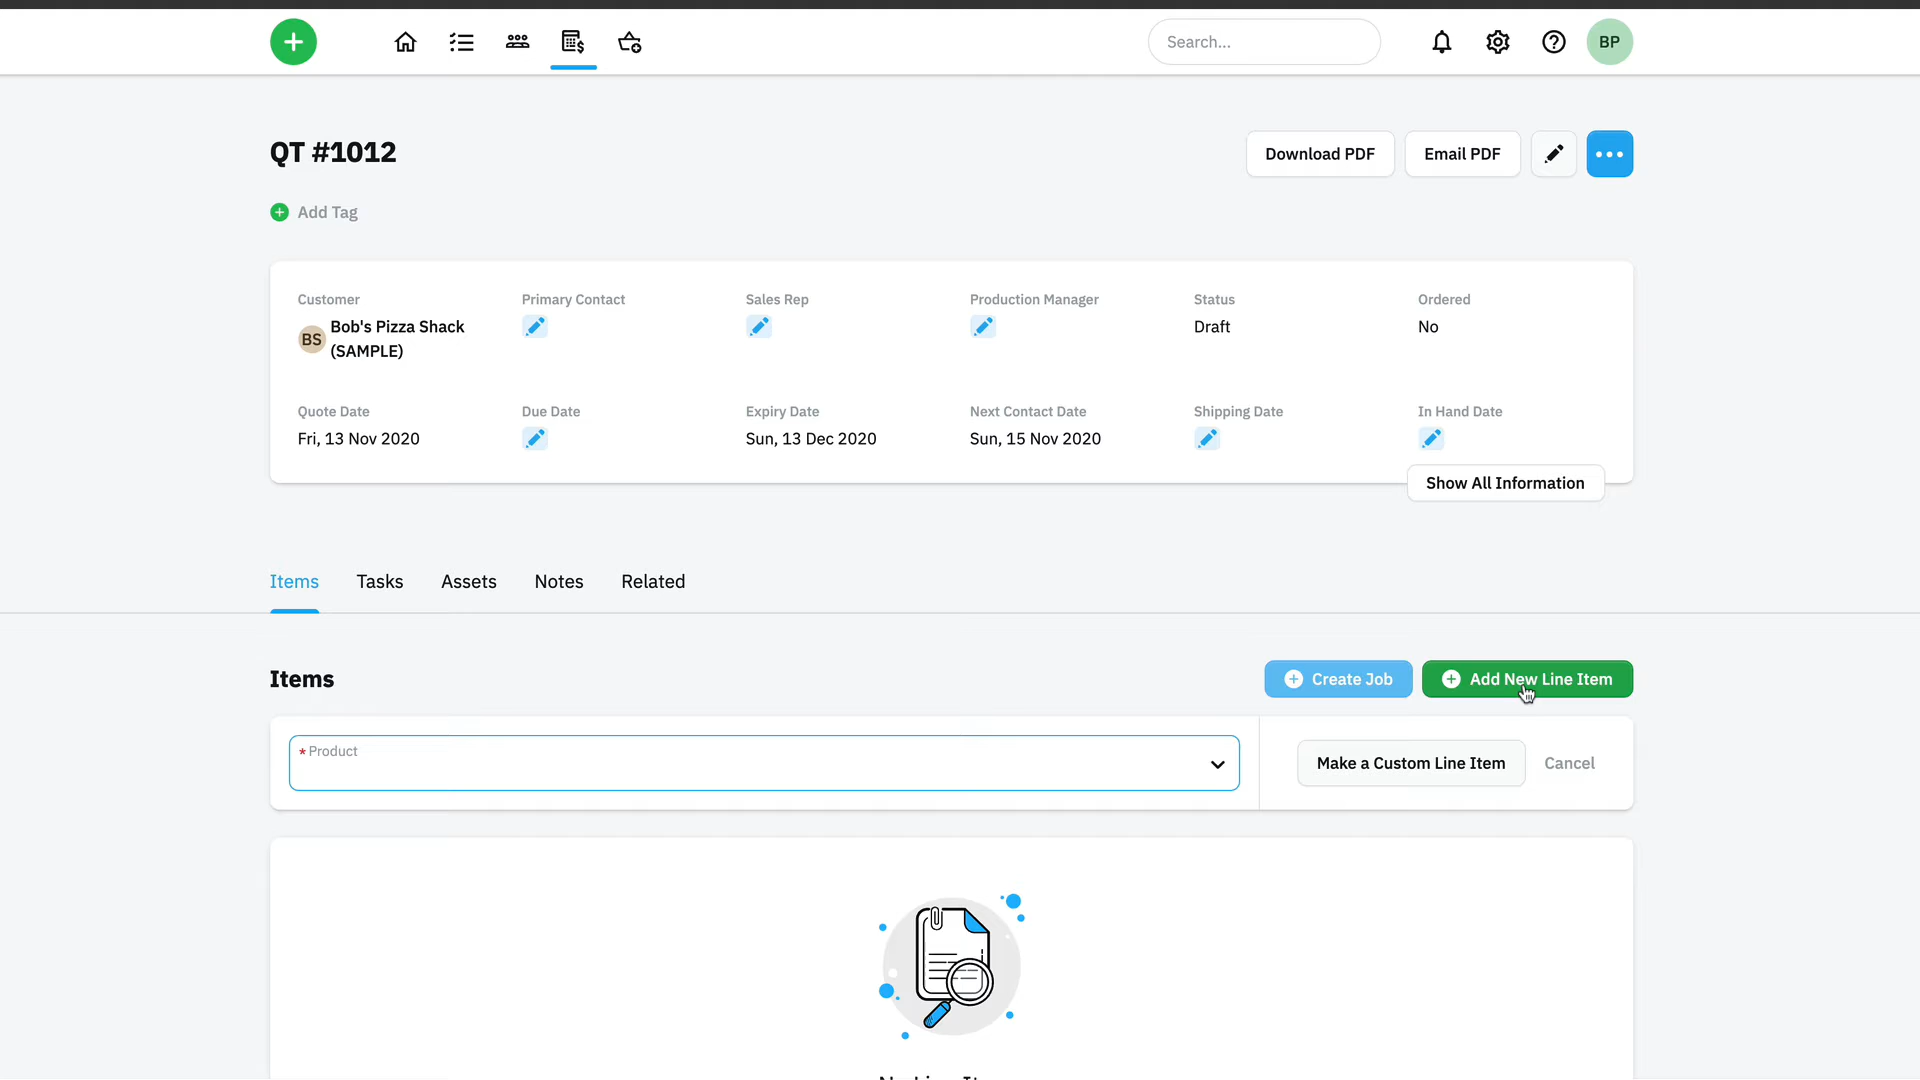 Search...
BP
QT #1012
Download PDF
Email PDF
Add Tag
Customer
Primary Contact
Sales Rep
Production Manager
Status
Ordered
BS
Bob's Pizza Shack
(SAMPLE)
Draft
No
Quote Date
Due Date
Expiry Date
Next Contact Date
Shipping Date
In Hand Date
Fri, 13 Nov 2020
Sun, 13 Dec 2020
Sun, 15 Nov 2020
Show All Information
Items
Tasks
Assets
Notes
Related
Items
Create Job
Add New Line Item
* Product
Make a Custom Line Item
Cancel